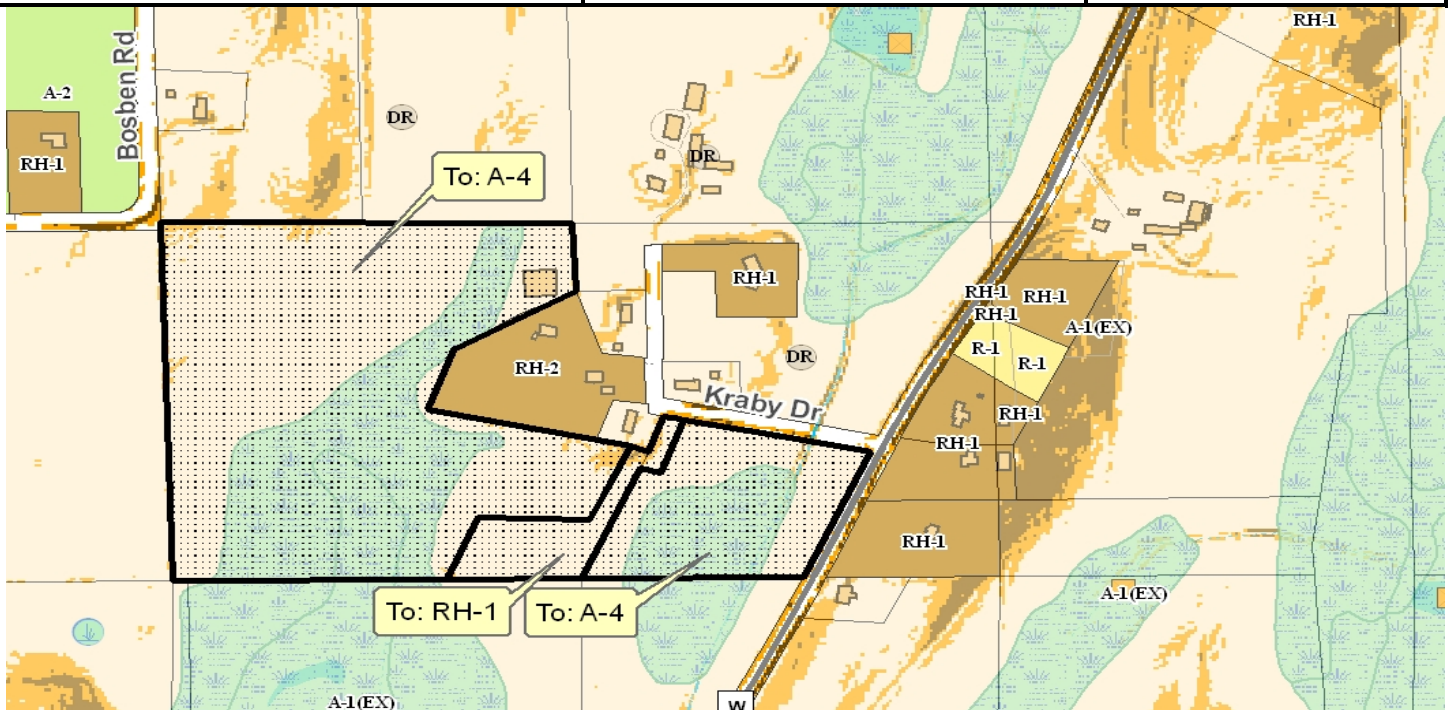 RH-1
Bosben Rd
A-2
DR
RH-1
DR
To: A-4
RH-1
RH-1
RH-1
RH-1
A-1(EX)
DR
R-1
R-1
RH-2
Kraby Dr
RH-1
RH-1
RH-1
To: RH-1
To: A-4
A-1(EX)
A-1(EX)
W